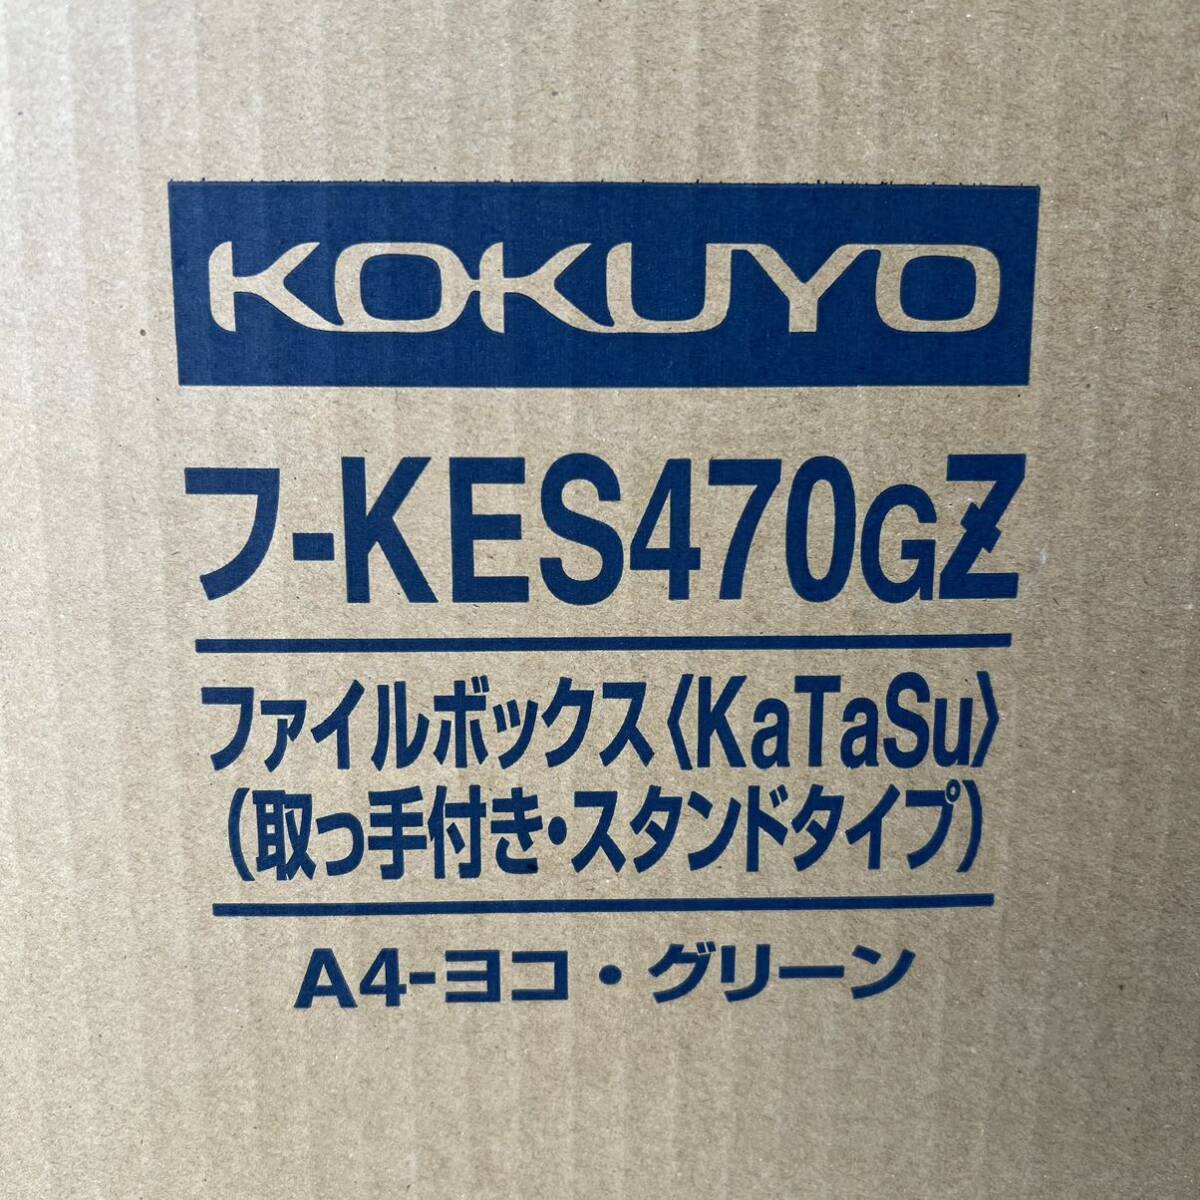 KOKUYO
フ-KES470GZ
ファイルボックス〈KaTaSu〉
(取っ手付き・スタンドタイプ)
A4-ヨコ・グリーン